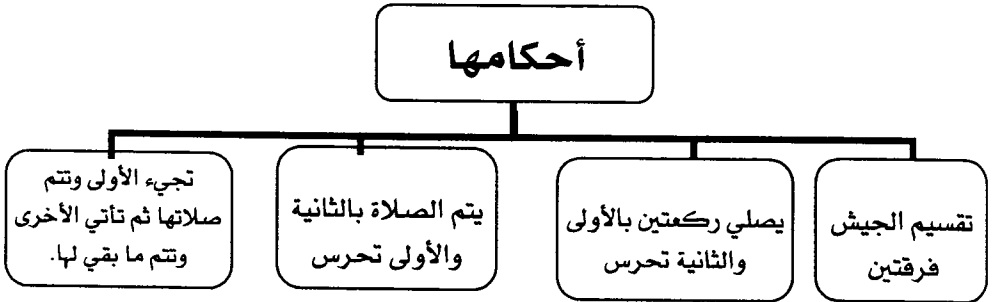 أحكامها
تقسيم الجيش
فرقتين
يصلي ركعتين بالأولى
والثانية تحرس
يتم الصلاة بالثانية
والأولى تحرس
تجيء الأولى وتتم
صلاتها ثم تأتي الأخرى
وتتم ما بقي لها.